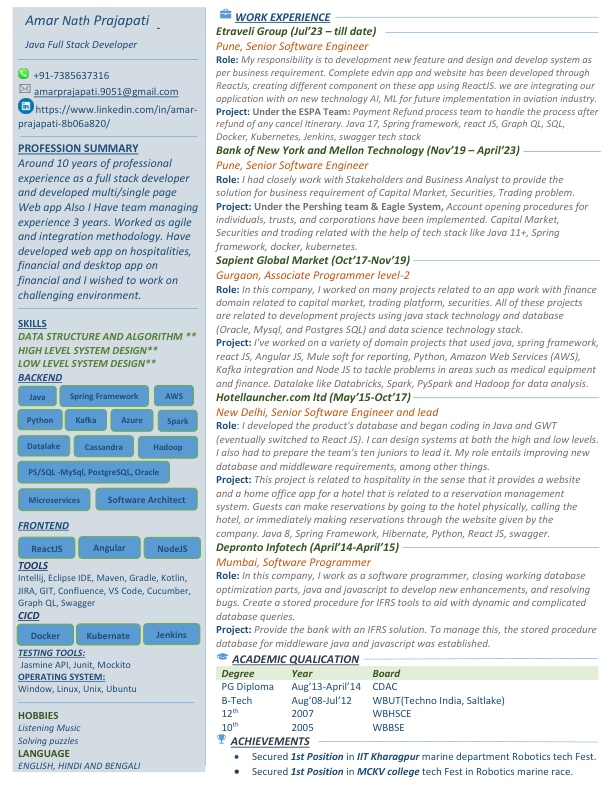 Amar Nath Prajapati
Java Full Stack Developer
+91-7385637316
amarprajapati.9051@gmail.com
https://www.linkedin.com/in/amar-
prajapati-8b06a820/
PROFESSION SUMMARY
Around 10 years of professional
experience as a full stack developer
and developed multi/single page
Web app Also I Have team managing
experience 3 years. Worked as agile
and integration methodology. Have
developed web app on hospitalities,
financial and desktop app on
financial and I wished to work on
challenging environment.
SKILLS
DATA STRUCTURE AND ALGORITHM **
HIGH LEVEL SYSTEM DESIGN**
LOW LEVEL SYSTEM DESIGN**
BACKEND
Java Spring Framework AWS
Python Kafka Azure Spark
Datalake Cassandra Hadoop
PS/SQL -MySql, PostgreSQL, Oracle
Microservices Software Architect
FRONTEND
ReactJS Angular NodeJS
TOOLS
Intellij, Eclipse IDE, Maven, Gradle, Kotlin,
JIRA, GIT, Confluence, VS Code, Cucumber,
Graph QL, Swagger
CICD
Docker Kubernate Jenkins
TESTING TOOLS:
Jasmine API, Junit, Mockito
OPERATING SYSTEM:
Window, Linux, Unix, Ubuntu
HOBBIES
Listening Music
Solving puzzles
LANGUAGE
ENGLISH, HINDI AND BENGALI
WORK EXPERIENCE
Etraveli Group (Jul'23 – till date)
Pune, Senior Software Engineer
Role: My responsibility is to development new feature and design and develop system as
per business requirement. Complete edvin app and website has been developed through
ReactJs, creating different component on these app using ReactJS. we are integrating our
application with on new technology AI, ML for future implementation in aviation industry.
Project: Under the ESPA Team: Payment Refund process team to handle the process after
refund of any cancel Itinerary. Java 17, Spring framework, react JS, Graph QL, SQL,
Docker, Kubernetes, Jenkins, swagger tech stack
Bank of New York and Mellon Technology (Nov'19 – April'23)
Pune, Senior Software Engineer
Role: I had closely work with Stakeholders and Business Analyst to provide the
solution for business requirement of Capital Market, Securities, Trading problem.
Project: Under the Pershing team & Eagle System, Account opening procedures for
individuals, trusts, and corporations have been implemented. Capital Market,
Securities and trading related with the help of tech stack like Java 11+, Spring
framework, docker, kubernetes.
Sapient Global Market (Oct'17-Nov'19)
Gurgaon, Associate Programmer level-2
Role: In this company, I worked on many projects related to an app work with finance
domain related to capital market, trading platform, securities. All of these projects
are related to development projects using java stack technology and database
(Oracle, Mysql, and Postgres SQL) and data science technology stack.
Project: I've worked on a variety of domain projects that used java, spring framework,
react JS, Angular JS, Mule soft for reporting, Python, Amazon Web Services (AWS),
Kafka integration and Node JS to tackle problems in areas such as medical equipment
and finance. Datalake like Databricks, Spark, PySpark and Hadoop for data analysis.
Hotellauncher.com ltd (May'15-Oct'17)
New Delhi, Senior Software Engineer and lead
Role: I developed the product's database and began coding in Java and GWT
(eventually switched to React JS). I can design systems at both the high and low levels.
I also had to prepare the team's ten juniors to lead it. My role entails improving new
database and middleware requirements, among other things.
Project: This project is related to hospitality in the sense that it provides a website
and a home office app for a hotel that is related to a reservation management
system. Guests can make reservations by going to the hotel physically, calling the
hotel, or immediately making reservations through the website given by the
company. Java 8, Spring Framework, Hibernate, Python, React JS, swagger.
Depronto Infotech (April'14-April'15)
Mumbai, Software Programmer
Role: In this company, I work as a software programmer, closing working database
optimization parts, java and javascript to develop new enhancements, and resolving
bugs. Create a stored procedure for IFRS tools to aid with dynamic and complicated
database queries.
Project: Provide the bank with an IFRS solution. To manage this, the stored procedure
database for middleware java and javascript was established.
ACADEMIC QUALICATION
Degree Year Board
PG Diploma Aug'13-April'14 CDAC
B-Tech Aug'08-Jul'12 WBUT(Techno India, Saltlake)
12th 2007 WBHSCE
10th 2005 WBBSE
ACHIEVEMENTS
• Secured 1st Position in IIT Kharagpur marine department Robotics tech Fest.
• Secured 1st Position in MCKV college tech Fest in Robotics marine race.